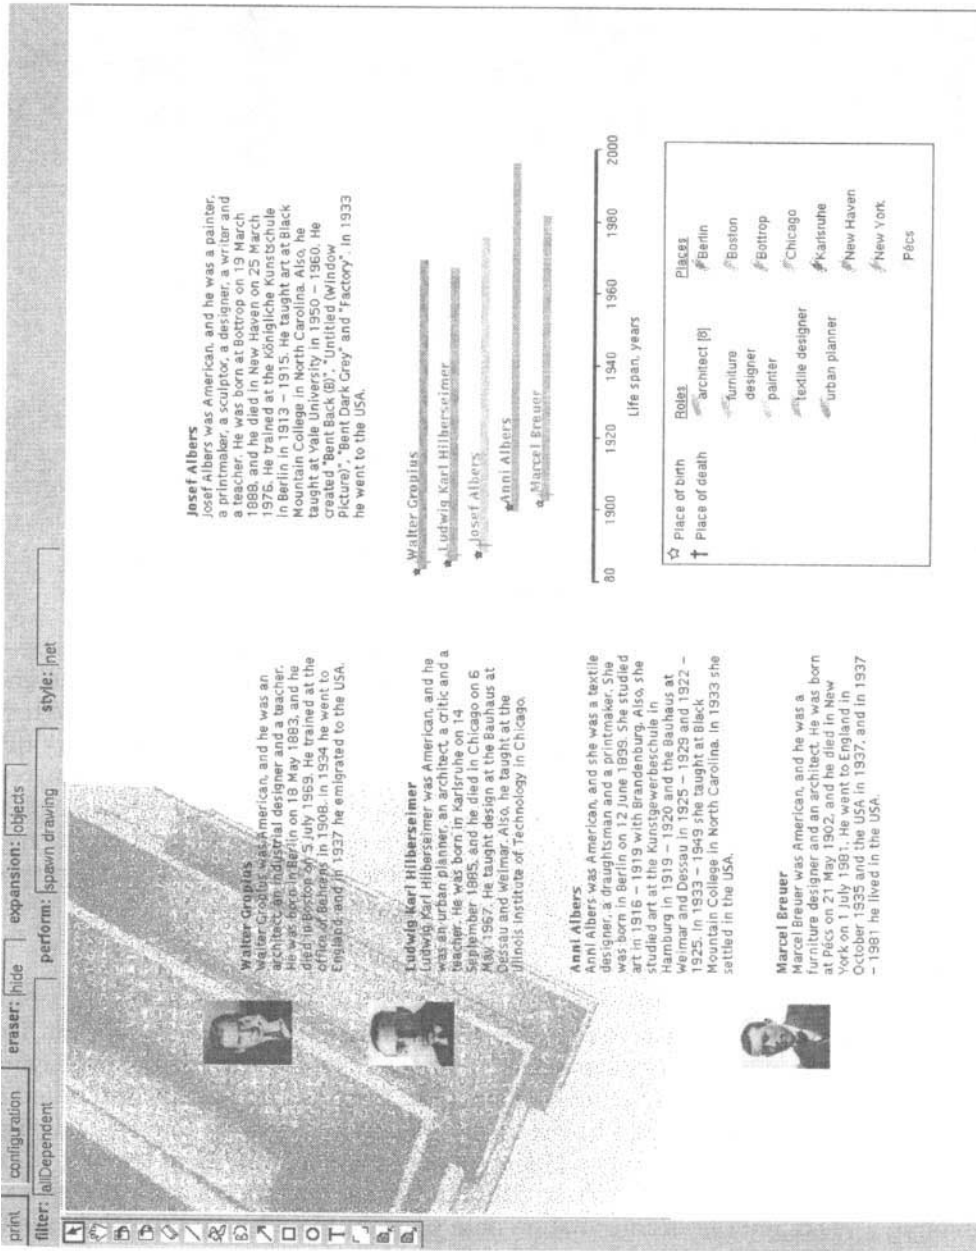 print
configuration
eraser: hide
expansion: objects
filter: allDependent
perform: spawn drawing
style: net
Walter Gropius
Walter Gropius was American, and he was an
architect, an industrial designer and a teacher.
He was born in Berlin on 18 May 1883, and he
died in Boston on 5 July 1969. He trained at the
office of Behrens in 1908. In 1934 he went to
England, and in 1937 he emigrated to the USA.
Ludwig Karl Hilberseimer
Ludwig Karl Hilberseimer was American, and he
was an urban planner, an architect, a critic and a
teacher. He was born in Karlsruhe on 14
September 1885, and he died in Chicago on 6
May 1967. He taught design at the Bauhaus at
Dessau and Weimar. Also, he taught at the
Illinois Institute of Technology in Chicago.
Anni Albers
Anni Albers was American, and she was a textile
designer, a draughtsman and a printmaker. She
was born in Berlin on 12 June 1899. She studied
art in 1916 – 1919 with Brandenburg. Also, she
studied art at the Kunstgewerbeschule in
Hamburg in 1919 – 1920 and the Bauhaus at
Weimar and Dessau in 1925 – 1929 and 1922 –
1925. In 1933 – 1949 she taught at Black
Mountain College in North Carolina. In 1933 she
settled in the USA.
Marcel Breuer
Marcel Breuer was American, and he was a
furniture designer and an architect. He was born
at Pécs on 21 May 1902, and he died in New
York on 1 July 1981. He went to England in
October 1935 and the USA in 1937, and in 1937
– 1981 he lived in the USA.
Josef Albers
Josef Albers was American, and he was a painter,
a printmaker, a sculptor, a designer, a writer and
a teacher. He was born at Bottrop on 19 March
1888, and he died in New Haven on 25 March
1976. He trained at the Königliche Kunstschule
in Berlin in 1913 – 1915. He taught art at Black
Mountain College in North Carolina. Also, he
taught at Yale University in 1950 – 1960. He
created "Bent Back (B)", "Untitled (Window
Picture)", "Bent Dark Grey" and "Factory". In 1933
he went to the USA.
Walter Gropius
Ludwig Karl Hilberseimer
Josef Albers
Anni Albers
Marcel Breuer
80 1900 1920 1940 1960 1980 2000
Life span, years
☆ Place of birth
† Place of death
Roles
architect [8]
furniture
designer
painter
textile designer
urban planner
Places
Berlin
Boston
Bottrop
Chicago
Karlsruhe
New Haven
New York
Pécs